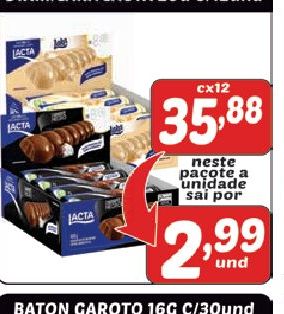 LACTA
LACTA
LACTA
cx12
35,88
neste
pacote a
unidade
sai por
2,99
und
BATON GAROTO 16G C/30und